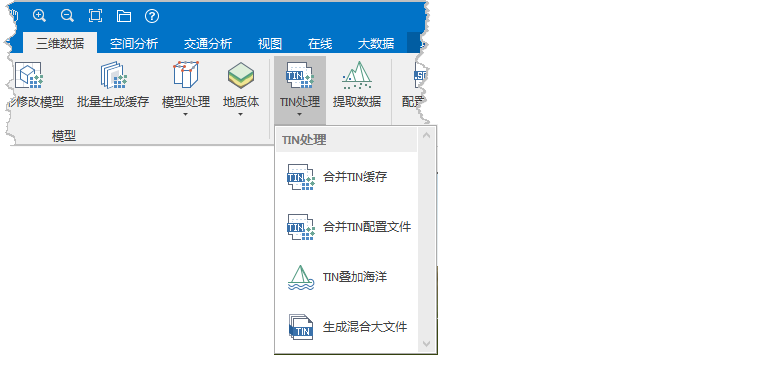 三维数据 空间分析 交通分析 视图 在线 大数据
修改模型 批量生成缓存 模型处理 地质体 TIN处理 提取数据 配置
模型
TIN处理
合并TIN缓存
合并TIN配置文件
TIN叠加海洋
生成混合大文件